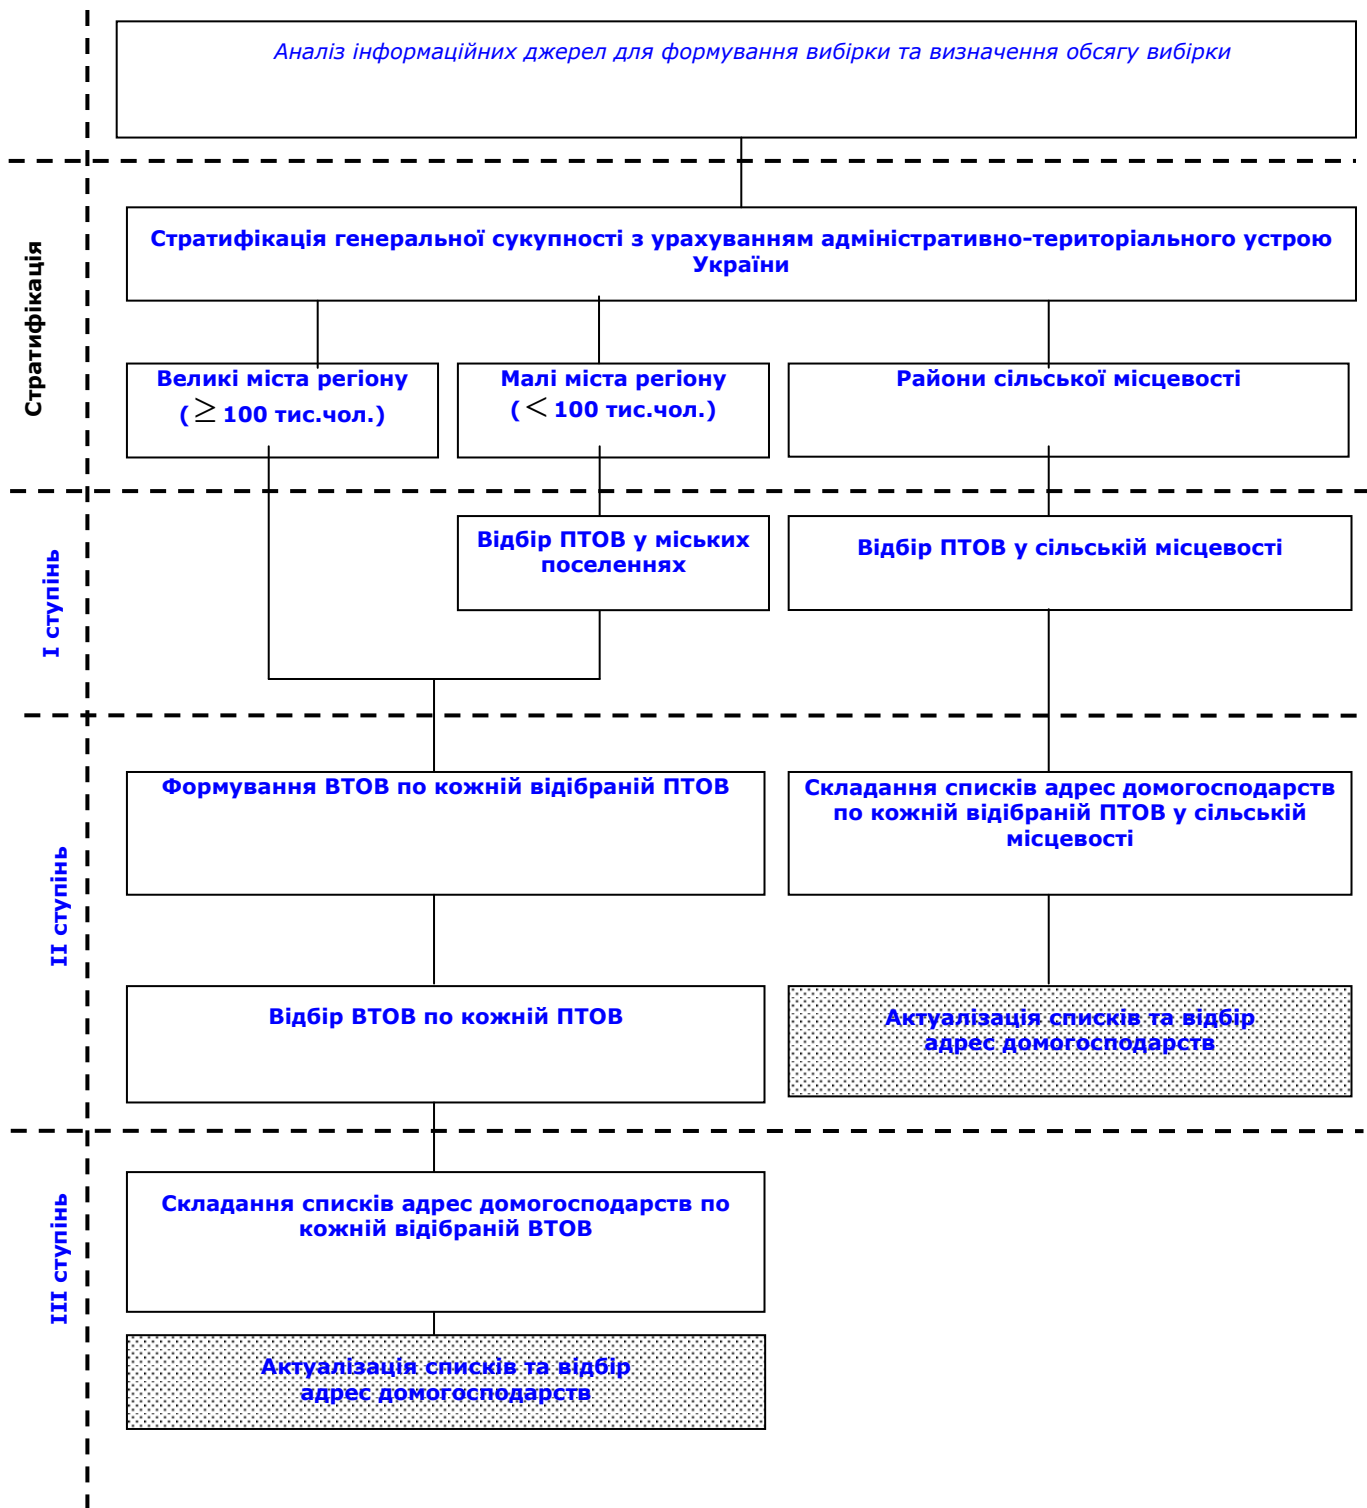 Аналіз інформаційних джерел для формування вибірки та визначення обсягу вибірки
Стратифікація
Стратифікація генеральної сукупності з урахуванням адміністративно-територіального устрою
України
Великі міста регіону
( ≥ 100 тис.чол.)
Малі міста регіону
( < 100 тис.чол.)
Райони сільської місцевості
I ступінь
Відбір ПТОВ у міських
поселеннях
Відбір ПТОВ у сільській місцевості
II ступінь
Формування ВТОВ по кожній відібраній ПТОВ
Складання списків адрес домогосподарств
по кожній відібраній ПТОВ у сільській
місцевості
Відбір ВТОВ по кожній ПТОВ
Актуалізація списків та відбір
адрес домогосподарств
III ступінь
Складання списків адрес домогосподарств по
кожній відібраній ВТОВ
Актуалізація списків та відбір
адрес домогосподарств